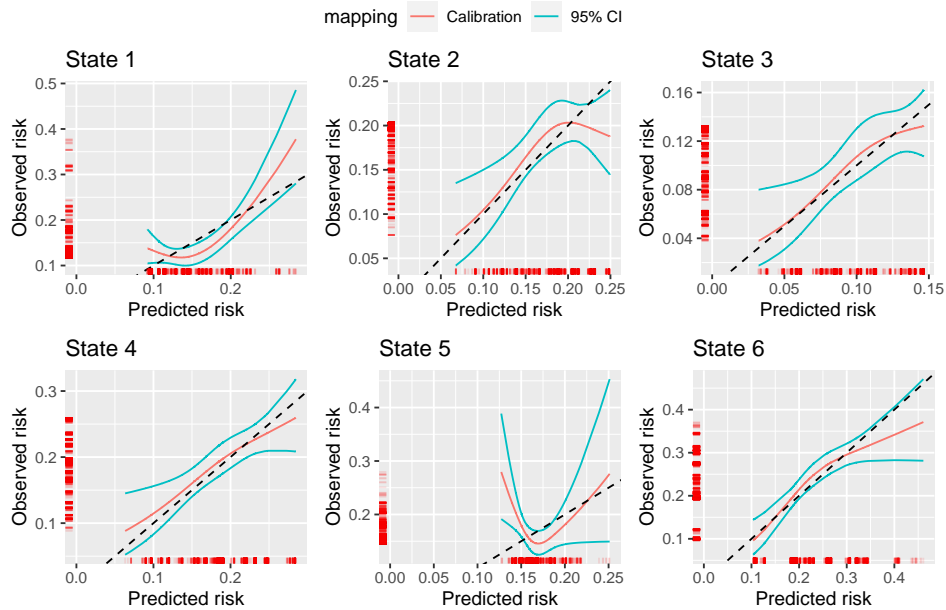 mapping Calibration 95% CI
State 1 State 2 State 3
0.5
0.4
0.3
0.2
0.1
Observed risk
0.0 0.1 0.2
Predicted risk
0.25
0.20
0.15
0.10
0.05
Observed risk
0.00 0.05 0.10 0.15 0.20 0.25
Predicted risk
0.16
0.12
0.08
0.04
Observed risk
0.00 0.05 0.10 0.15
Predicted risk
State 4 State 5 State 6
0.3
0.2
0.1
Observed risk
0.0 0.1 0.2
Predicted risk
0.4
0.3
0.2
Observed risk
0.00 0.05 0.10 0.15 0.20 0.25
Predicted risk
0.4
0.3
0.2
0.1
Observed risk
0.0 0.1 0.2 0.3 0.4
Predicted risk